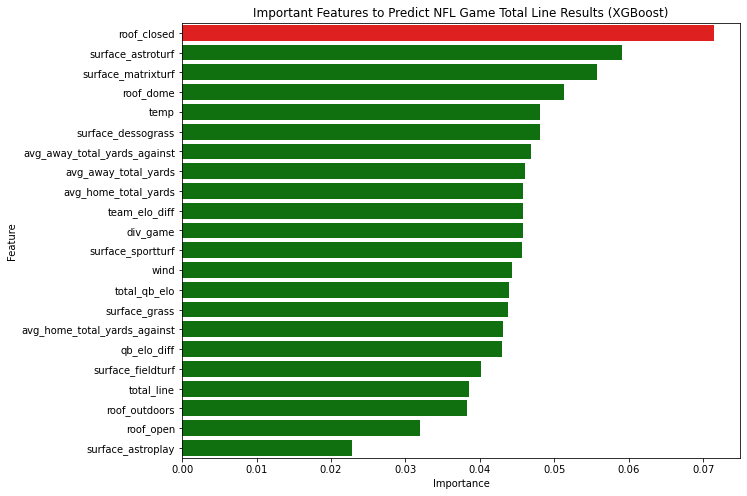 Important Features to Predict NFL Game Total Line Results (XGBoost)
roof_closed
surface_astroturf
surface_matrixturf
roof_dome
temp
surface_dessograss
avg_away_total_yards_against
avg_away_total_yards
avg_home_total_yards
team_elo_diff
div_game
surface_sportturf
wind
total_qb_elo
surface_grass
avg_home_total_yards_against
qb_elo_diff
surface_fieldturf
total_line
roof_outdoors
roof_open
surface_astroplay
Feature
0.00 0.01 0.02 0.03 0.04 0.05 0.06 0.07
Importance